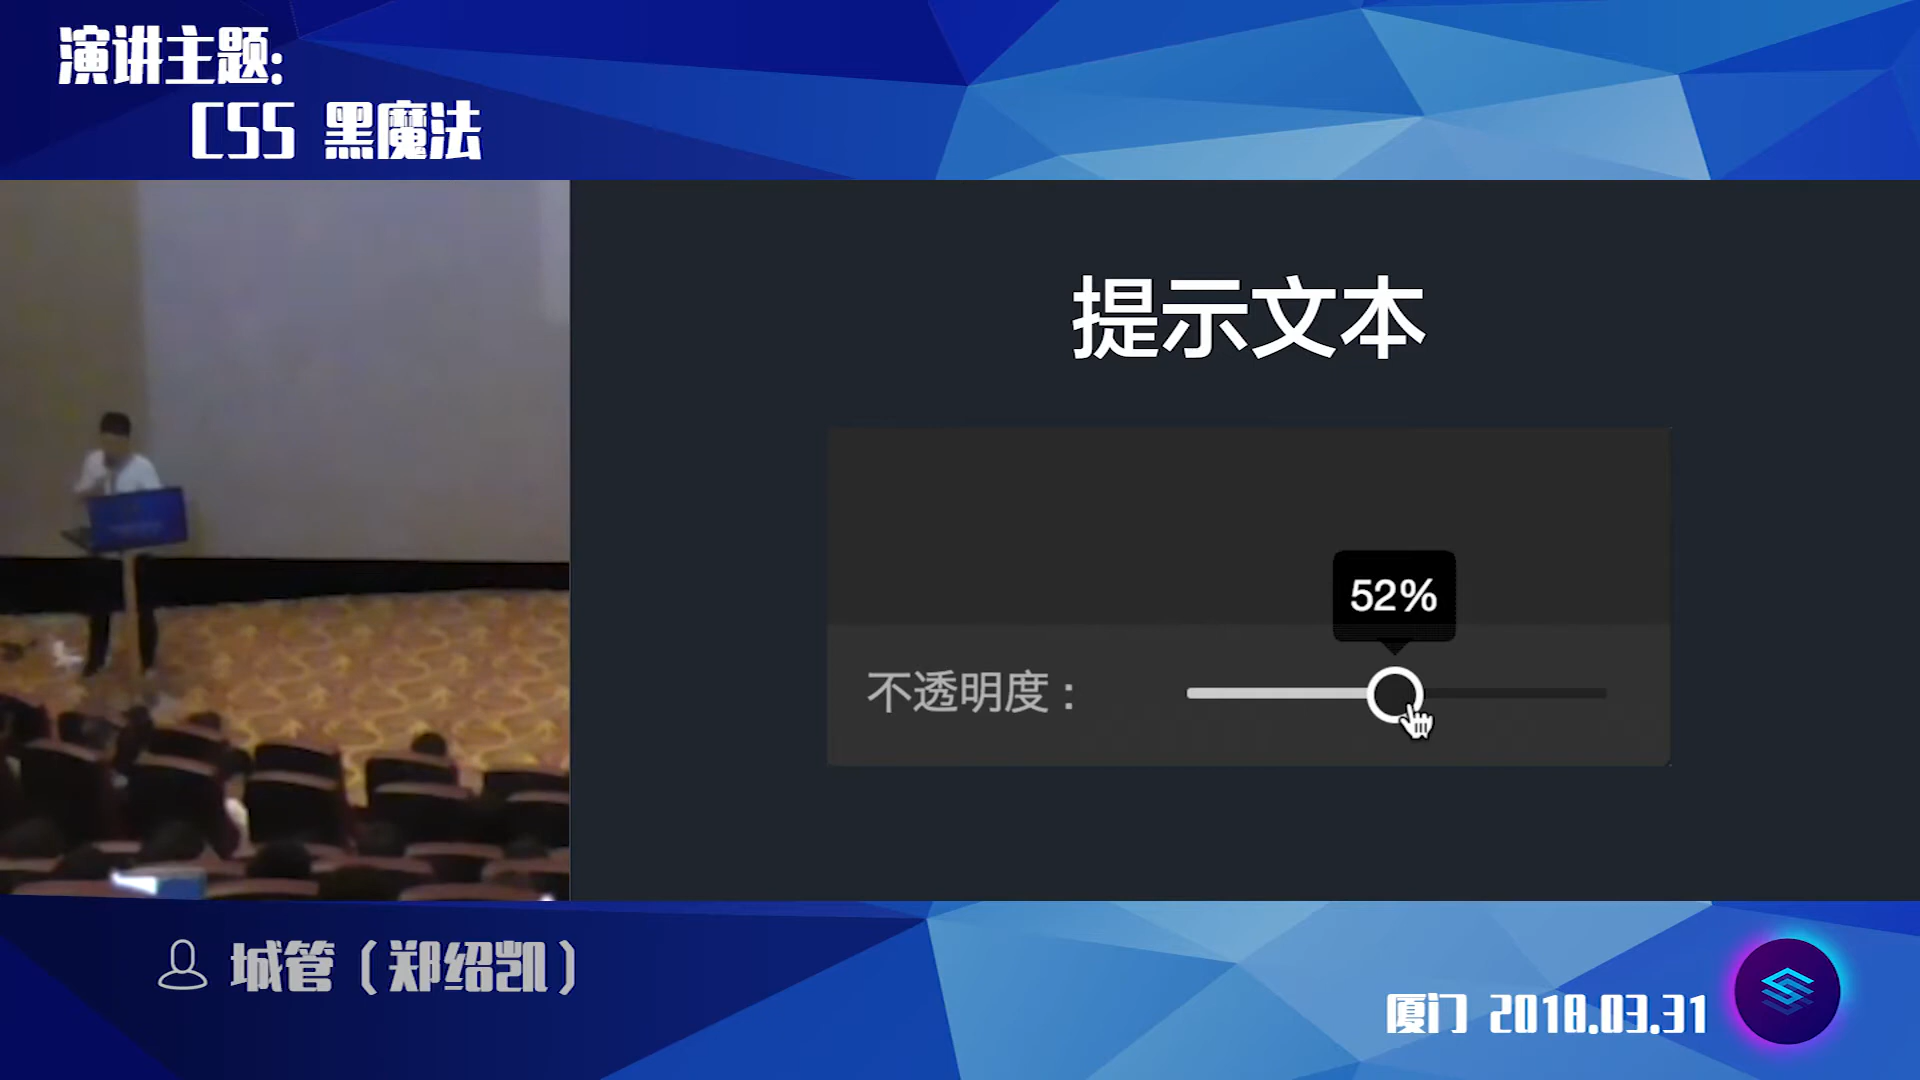 演讲主题:
CSS 黑魔法
提示文本
52%
不透明度：
城管（郑绍凯）
厦门 2018.03.31